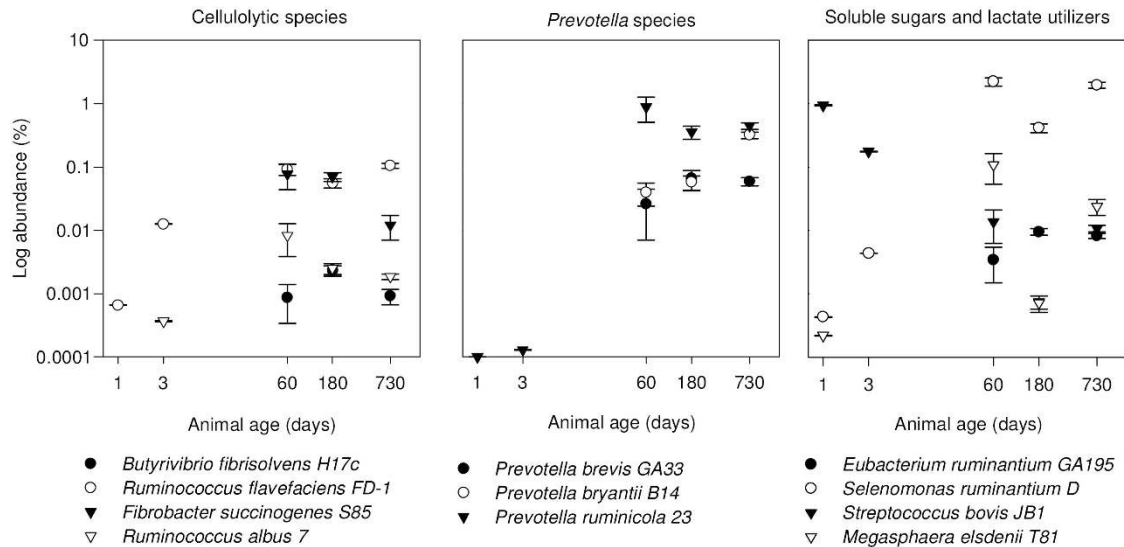 Cellulolytic species
Prevotella species
Soluble sugars and lactate utilizers
Log abundance (%)
10
1
0.1
0.01
0.001
0.0001
1 3 60 180 730
1 3 60 180 730
1 3 60 180 730
Animal age (days)
Animal age (days)
Animal age (days)
Butyrivibrio fibrisolvens H17c
Ruminococcus flavefaciens FD-1
Fibrobacter succinogenes S85
Ruminococcus albus 7
Prevotella brevis GA33
Prevotella bryantii B14
Prevotella ruminicola 23
Eubacterium ruminantium GA195
Selenomonas ruminantium D
Streptococcus bovis JB1
Megasphaera elsdenii T81